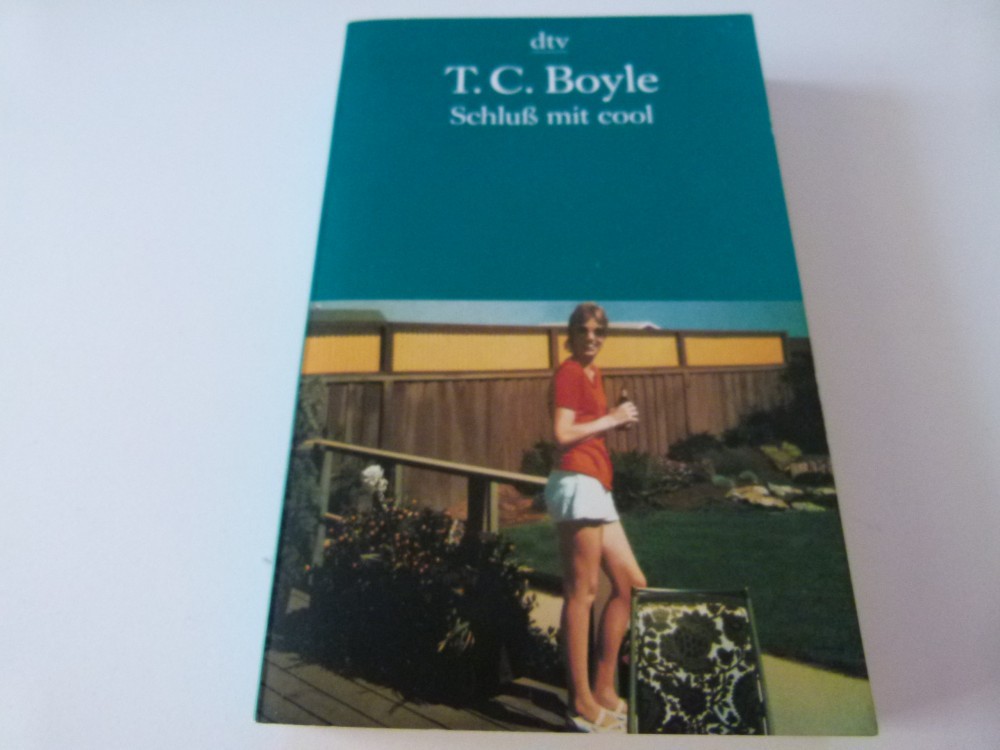 dtv
T. C. Boyle
Schluß mit cool